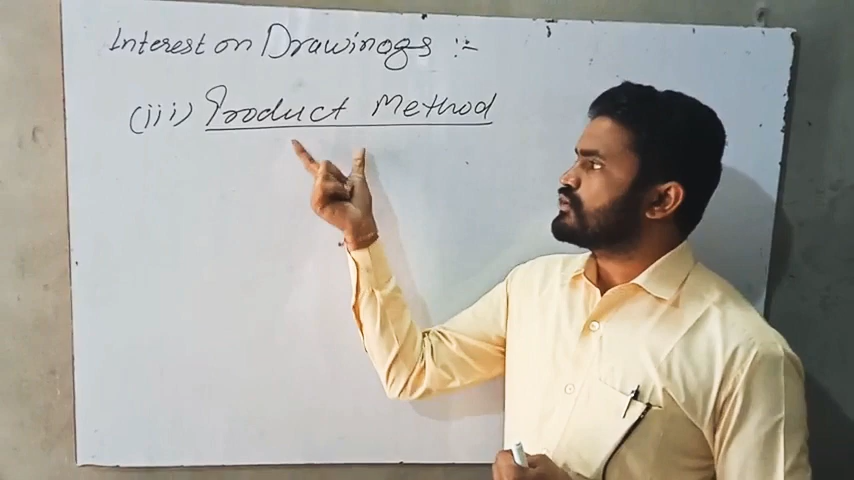 Interest on Drawings :-
(iii) Product Method